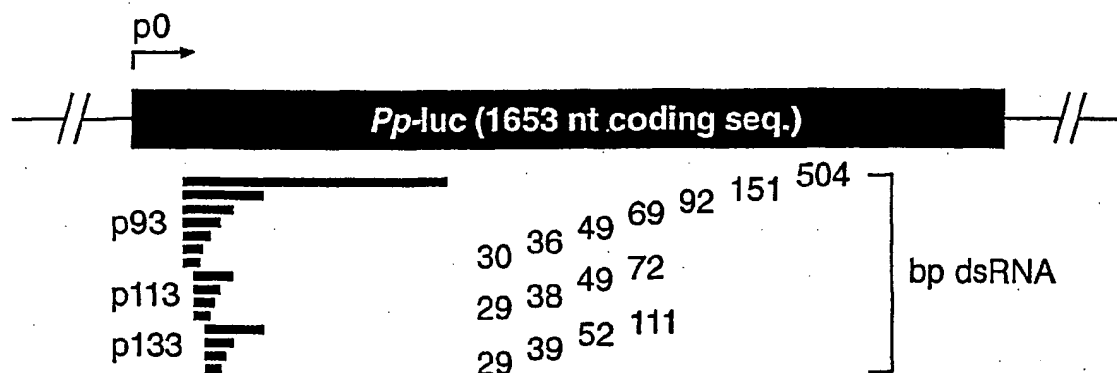 p0
Pp-luc (1653 nt coding seq.)
p93
30 36 49 69 92 151 504
p113
29 38 49 72
bp dsRNA
p133
29 39 52 111